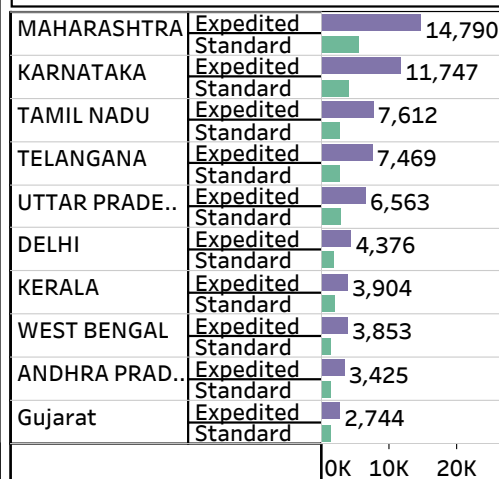 MAHARASHTRA Expedited 14,790
Standard
KARNATAKA Expedited 11,747
Standard
TAMIL NADU Expedited 7,612
Standard
TELANGANA Expedited 7,469
Standard
UTTAR PRADE.. Expedited 6,563
Standard
DELHI Expedited 4,376
Standard
KERALA Expedited 3,904
Standard
WEST BENGAL Expedited 3,853
Standard
ANDHRA PRAD.. Expedited 3,425
Standard
Gujarat Expedited 2,744
Standard
0K 10K 20K